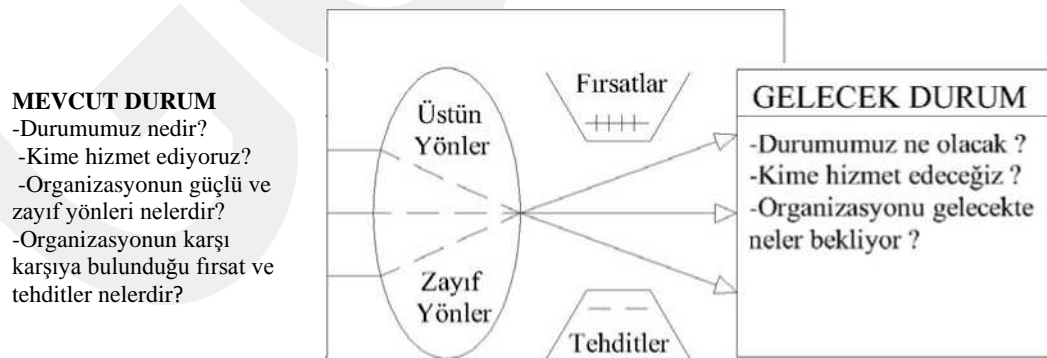 MEVCUT DURUM
-Durumumuz nedir?
-Kime hizmet ediyoruz?
-Organizasyonun güçlü ve
zayıf yönleri nelerdir?
-Organizasyonun karşı
karşıya bulunduğu fırsat ve
tehditler nelerdir?
Üstün
Yönler
Zayıf
Yönler
Fırsatlar
Tehditler
GELECEK DURUM
-Durumumuz ne olacak ?
-Kime hizmet edeceğiz ?
-Organizasyonu gelecekte
neler bekliyor ?